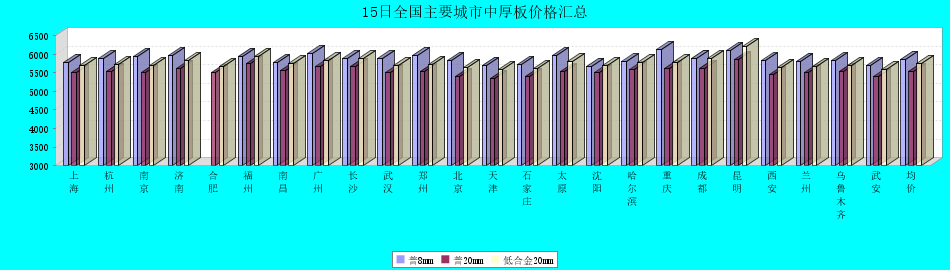 15日全国主要城市中厚板价格汇总
6500
6000
5500
5000
4500
4000
3500
3000
上海
杭州
南京
济南
合肥
福州
南昌
广州
长沙
武汉
郑州
北京
天津
石家庄
太原
沈阳
哈尔滨
重庆
成都
昆明
西安
兰州
乌鲁木齐
武安
均价
普8mm 普20mm 低合金20mm